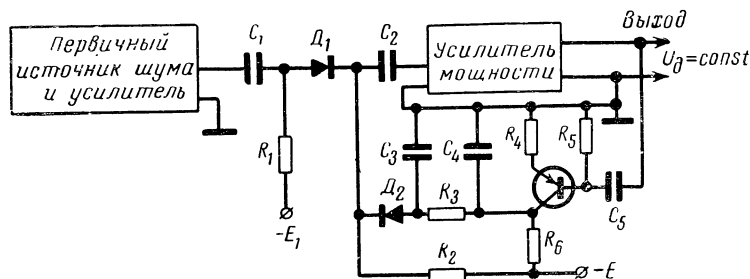 Первичный
источник шума
и усилитель
C₁
Д₁
C₂
Усилитель
мощности
Выход
U∂=const
R₁
-E₁
C₃
C₄
R₄
R₅
C₅
Д₂
R₃
R₆
R₂
-E